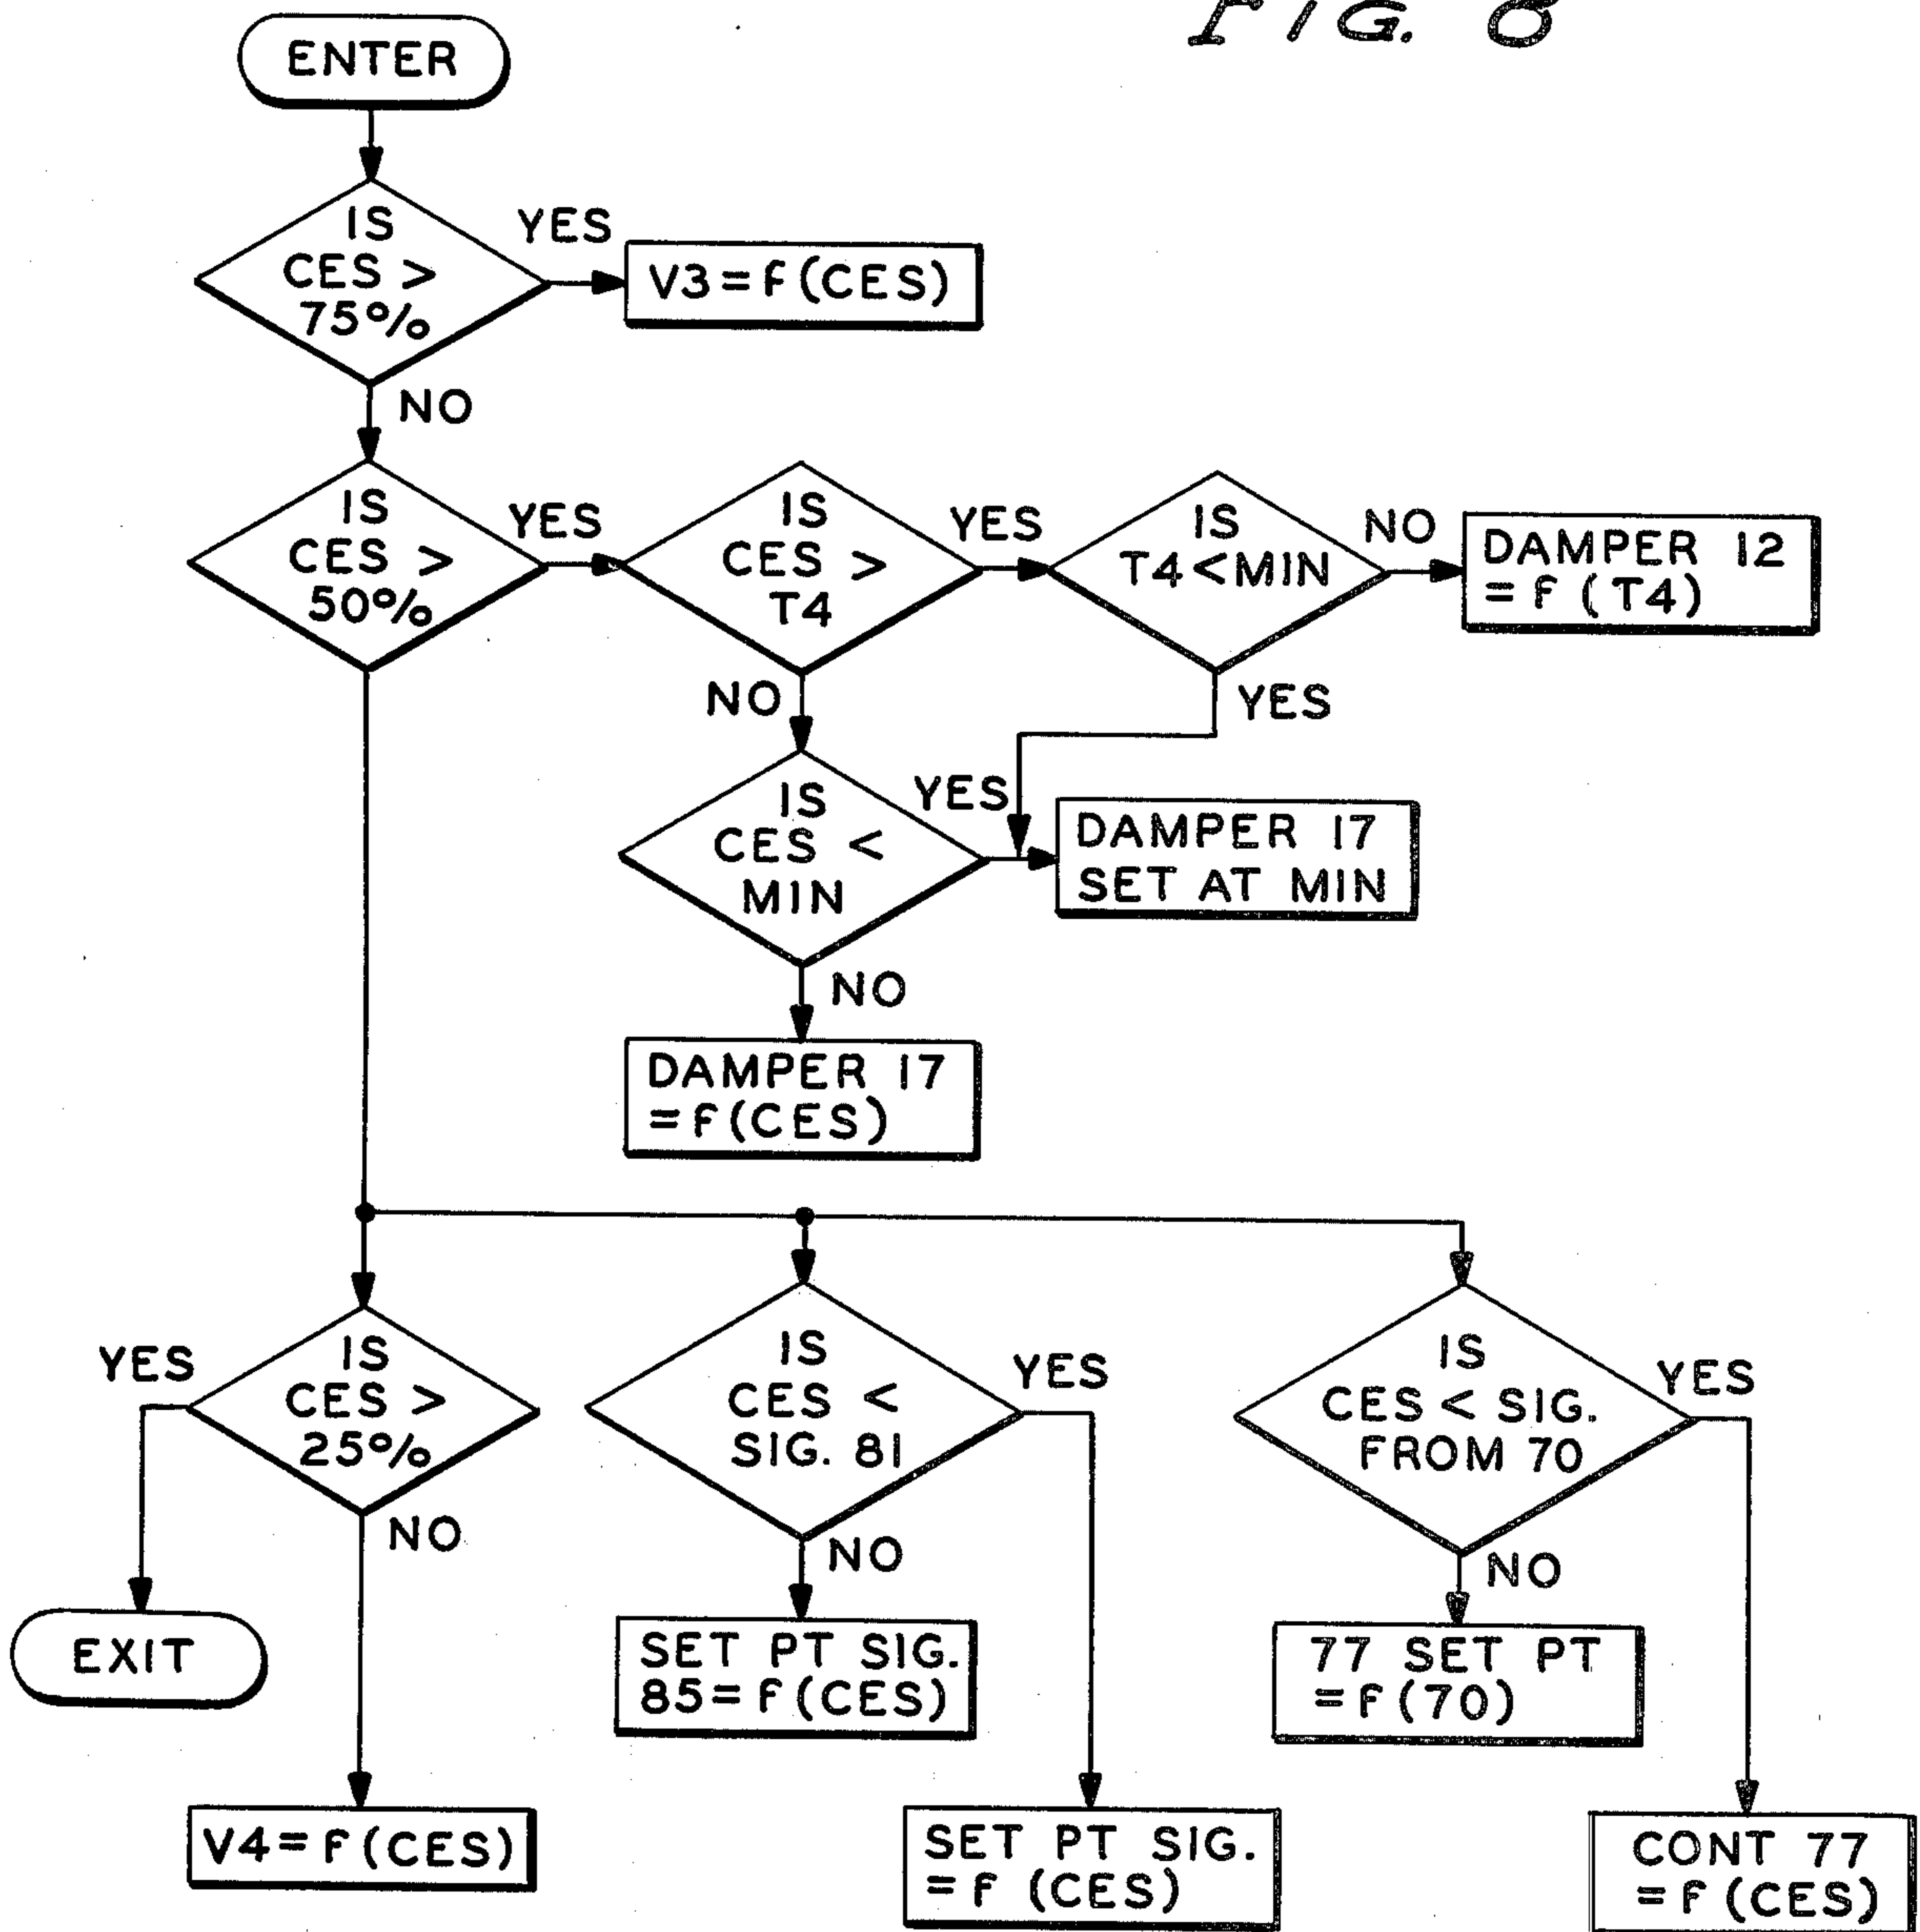 FIG. 8
ENTER
IS
CES >
75%
YES
V3=f(CES)
NO
IS
CES >
50%
YES
IS
CES >
T4
YES
IS
T4<MIN
NO
DAMPER 12
=f(T4)
NO
YES
IS
CES <
MIN
YES
DAMPER 17
SET AT MIN
NO
DAMPER 17
=f(CES)
YES
IS
CES >
25%
NO
IS
CES <
SIG. 81
YES
NO
IS
CES < SIG.
FROM 70
YES
NO
EXIT
SET PT SIG.
85=f(CES)
77 SET PT
=f(70)
V4=f(CES)
SET PT SIG.
=f (CES)
CONT 77
=f(CES)